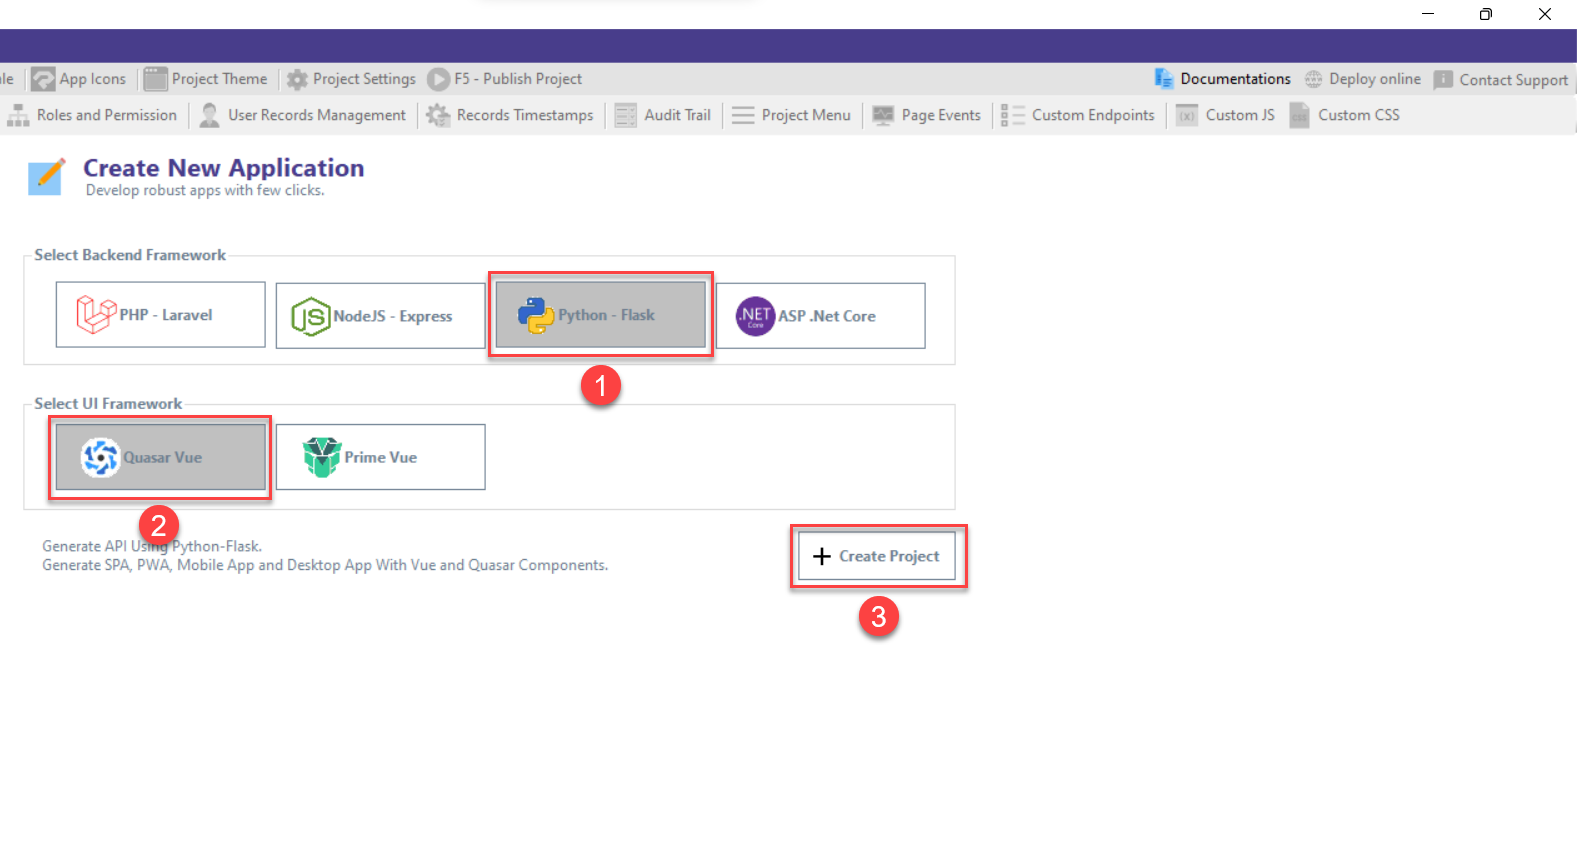 le App Icons Project Theme Project Settings F5 - Publish Project Documentations Deploy online Contact Support
Roles and Permission User Records Management Records Timestamps Audit Trail Project Menu Page Events Custom Endpoints (x) Custom JS css Custom CSS
Create New Application
Develop robust apps with few clicks.
Select Backend Framework
PHP - Laravel JS NodeJS - Express Python - Flask .NET Core ASP .Net Core
1
Select UI Framework
Quasar Vue Prime Vue
2
Generate API Using Python-Flask.
Generate SPA, PWA, Mobile App and Desktop App With Vue and Quasar Components.
+ Create Project
3